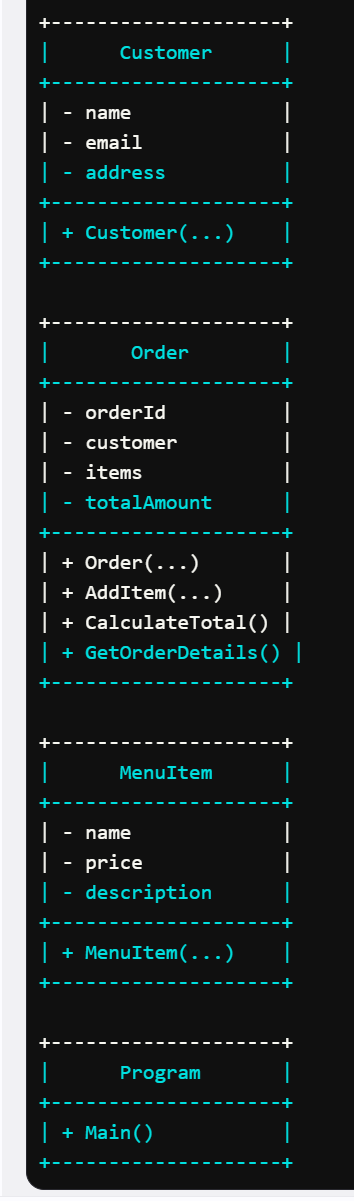 +--------------------+
|      Customer      |
+--------------------+
| - name             |
| - email            |
| - address          |
+--------------------+
| + Customer(...)    |
+--------------------+

+--------------------+
|       Order        |
+--------------------+
| - orderId          |
| - customer         |
| - items            |
| - totalAmount      |
+--------------------+
| + Order(...)       |
| + AddItem(...)     |
| + CalculateTotal() |
| + GetOrderDetails() |
+--------------------+

+--------------------+
|      MenuItem      |
+--------------------+
| - name             |
| - price            |
| - description      |
+--------------------+
| + MenuItem(...)    |
+--------------------+

+--------------------+
|      Program       |
+--------------------+
| + Main()           |
+--------------------+